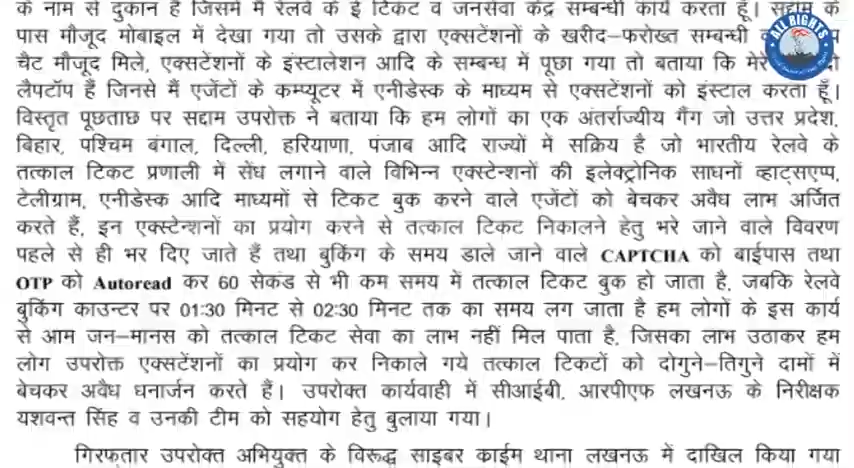 के नाम से दुकान है जिसमें मैं रेलवे के ई टिकट व जनसेवा केंद्र सम्बन्धी कार्य करता हूँ। सद्दाम के
पास मौजूद मोबाइल में देखा गया तो उसके द्वारा एक्सटेंशनों के खरीद–फरोख्त सम्बन्धी
ALL RIGHTS
चैट मौजूद मिले, एक्सटेंशनों के इंस्टालेशन आदि के सम्बन्ध में पूछा गया तो बताया कि मेरे
लैपटॉप हैं जिनसे मैं एजेंटों के कम्प्यूटर में एनीडेस्क के माध्यम से एक्सटेंशनों को इंस्टाल करता हूँ।
विस्तृत पूछताछ पर सद्दाम उपरोक्त ने बताया कि हम लोगों का एक अंतर्राज्यीय गैंग जो उत्तर प्रदेश,
बिहार, पश्चिम बंगाल, दिल्ली, हरियाणा, पंजाब आदि राज्यों में सक्रिय है जो भारतीय रेलवे के
तत्काल टिकट प्रणाली में सेंध लगाने वाले विभिन्न एक्स्टेन्शनों की इलेक्ट्रोनिक साधनों व्हाट्सएप्प,
टेलीग्राम, एनीडेस्क आदि माध्यमों से टिकट बुक करने वाले एजेंटों को बेचकर अवैध लाभ अर्जित
करते हैं, इन एक्स्टेन्शनों का प्रयोग करने से तत्काल टिकट निकालने हेतु भरे जाने वाले विवरण
पहले से ही भर दिए जाते हैं तथा बुकिंग के समय डाले जाने वाले CAPTCHA को बाईपास तथा
OTP को Autoread कर 60 सेकंड से भी कम समय में तत्काल टिकट बुक हो जाता है, जबकि रेलवे
बुकिंग काउन्टर पर 01:30 मिनट से 02:30 मिनट तक का समय लग जाता है हम लोगों के इस कार्य
से आम जन–मानस को तत्काल टिकट सेवा का लाभ नहीं मिल पाता है, जिसका लाभ उठाकर हम
लोग उपरोक्त एक्सटेंशनों का प्रयोग कर निकाले गये तत्काल टिकटों को दोगुने–तिगुने दामों में
बेचकर अवैध धनार्जन करते हैं। उपरोक्त कार्यवाही में सीआईबी, आरपीएफ लखनऊ के निरीक्षक
यशवन्त सिंह व उनकी टीम को सहयोग हेतु बुलाया गया।
गिरफ्तार उपरोक्त अभियुक्त के विरूद्ध साइबर क्राईम थाना लखनऊ में दाखिल किया गया